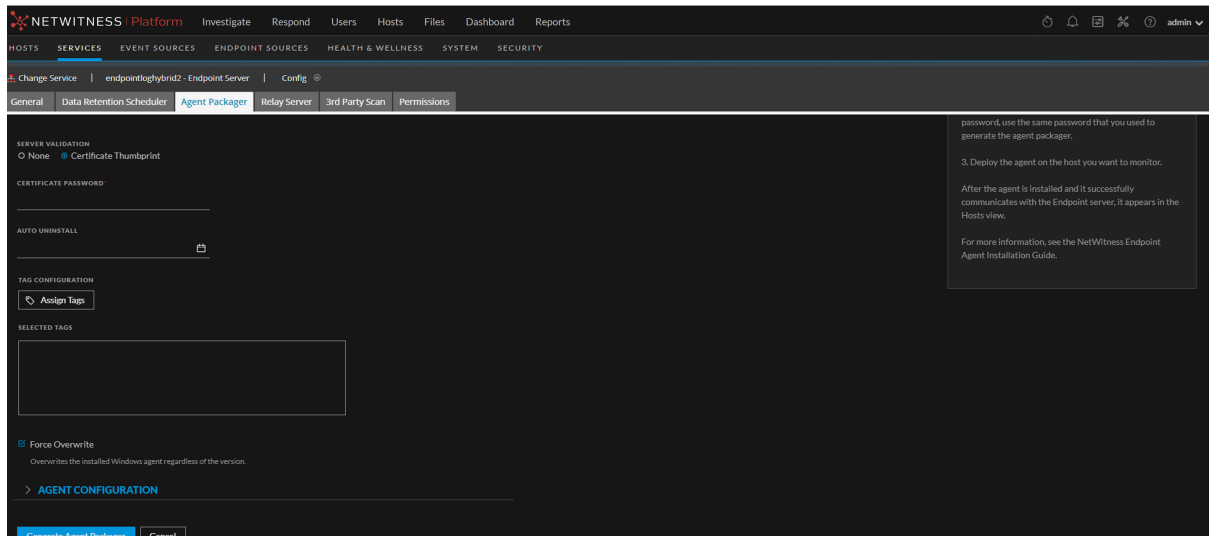 NETWITNESS | Platform Investigate Respond Users Hosts Files Dashboard Reports admin
HOSTS SERVICES EVENT SOURCES ENDPOINT SOURCES HEALTH & WELLNESS SYSTEM SECURITY
Change Service | endpointloghybrid2 - Endpoint Server | Config
General Data Retention Scheduler Agent Packager Relay Server 3rd Party Scan Permissions
SERVER VALIDATION
None Certificate Thumbprint
CERTIFICATE PASSWORD
AUTO UNINSTALL
TAG CONFIGURATION
Assign Tags
SELECTED TAGS
Force Overwrite
Overwrites the installed Windows agent regardless of the version.
AGENT CONFIGURATION
Generate Agent Packager Cancel
password, use the same password that you used to
generate the agent packager.
3. Deploy the agent on the host you want to monitor.
After the agent is installed and it successfully
communicates with the Endpoint server, it appears in the
Hosts view.
For more information, see the NetWitness Endpoint
Agent Installation Guide.